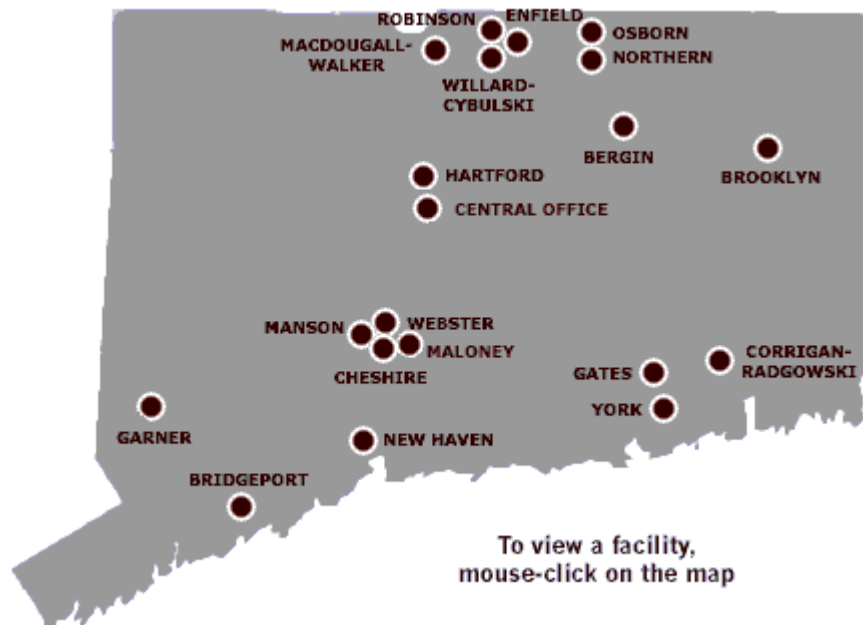 ROBINSON
ENFIELD
MACDOUGALL-
WALKER
OSBORN
NORTHERN
WILLARD-
CYBULSKI
BERGIN
BROOKLYN
HARTFORD
CENTRAL OFFICE
MANSON
WEBSTER
MALONEY
CHESHIRE
CORRIGAN-
RADGOWSKI
GATES
YORK
GARNER
NEW HAVEN
BRIDGEPORT
To view a facility,
mouse-click on the map